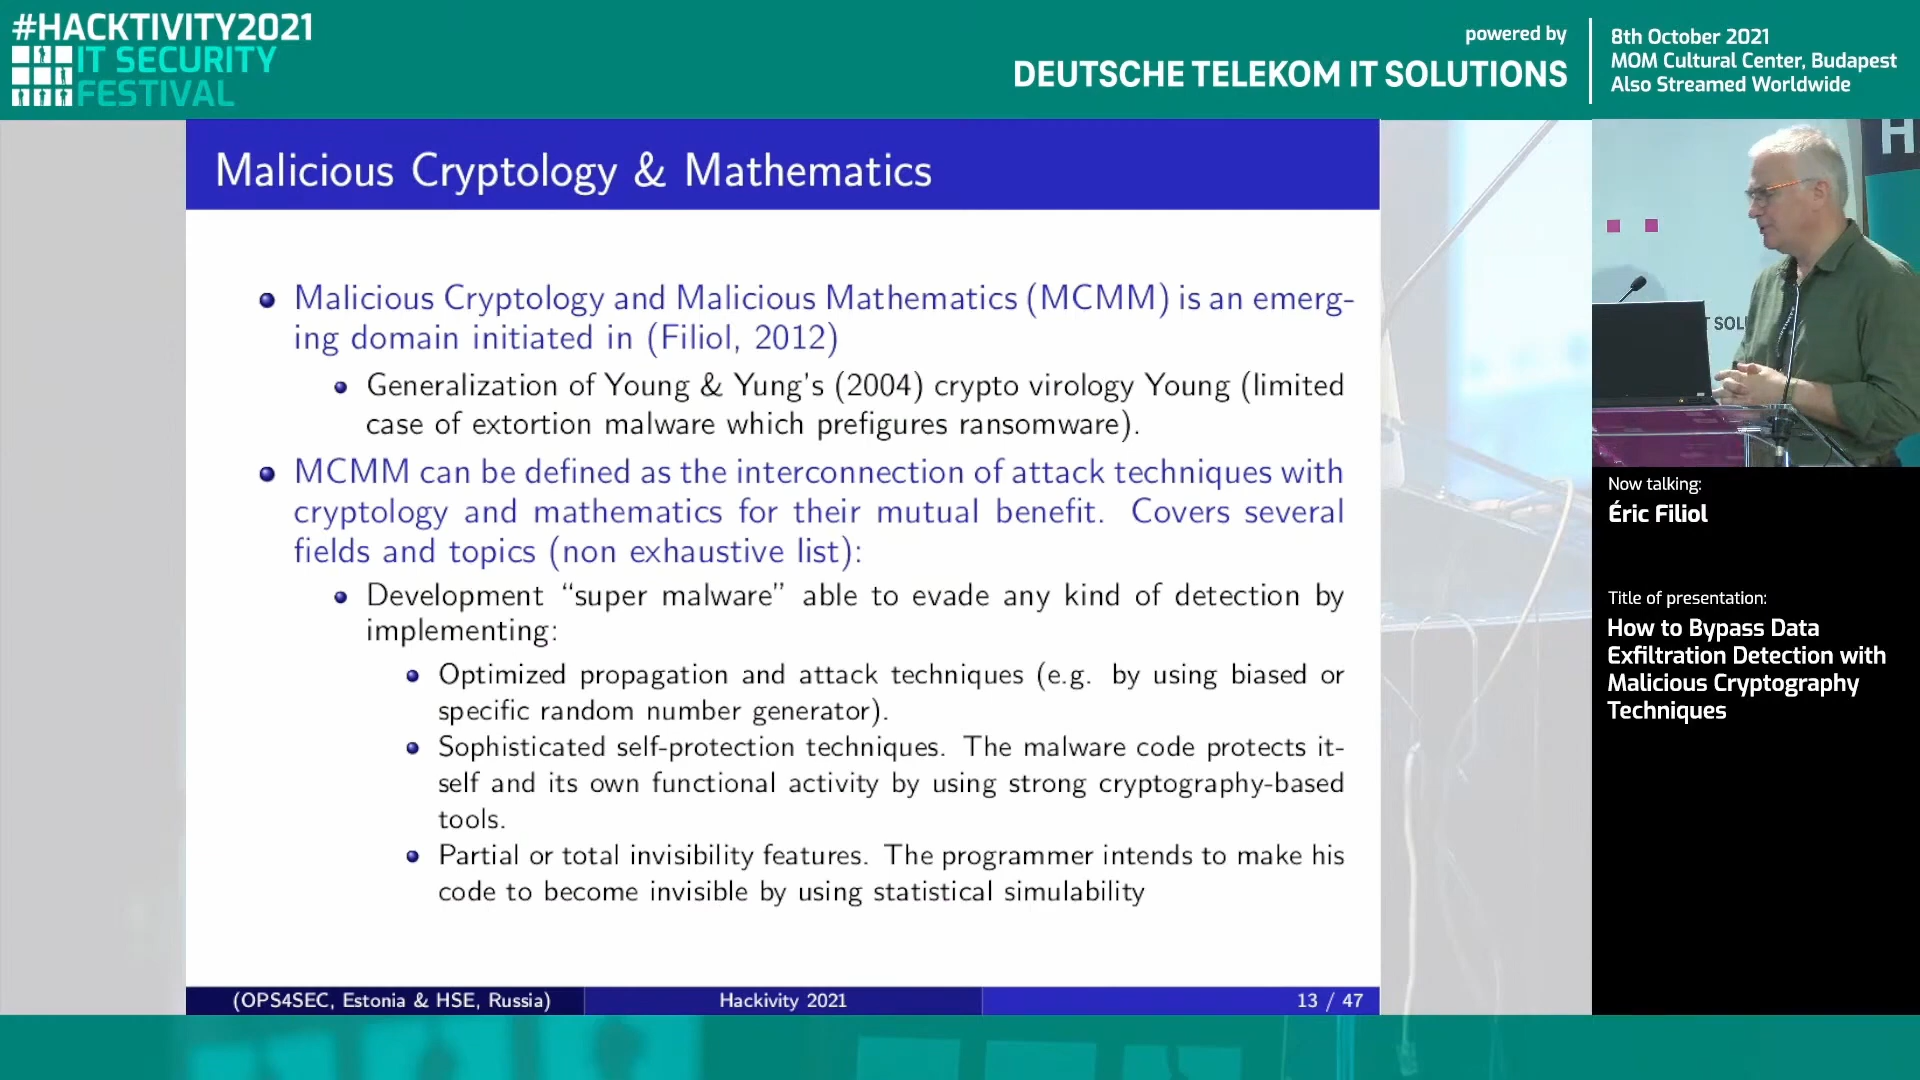 #HACKTIVITY2021
IT SECURITY
FESTIVAL
powered by
DEUTSCHE TELEKOM IT SOLUTIONS
8th October 2021
MOM Cultural Center, Budapest
Also Streamed Worldwide
Malicious Cryptology & Mathematics
Malicious Cryptology and Malicious Mathematics (MCMM) is an emerg-
ing domain initiated in (Filiol, 2012)
Generalization of Young & Yung's (2004) crypto virology Young (limited
case of extortion malware which prefigures ransomware).
MCMM can be defined as the interconnection of attack techniques with
cryptology and mathematics for their mutual benefit. Covers several
fields and topics (non exhaustive list):
Development “super malware” able to evade any kind of detection by
implementing:
Optimized propagation and attack techniques (e.g. by using biased or
specific random number generator).
Sophisticated self-protection techniques. The malware code protects it-
self and its own functional activity by using strong cryptography-based
tools.
Partial or total invisibility features. The programmer intends to make his
code to become invisible by using statistical simulability
(OPS4SEC, Estonia & HSE, Russia)
Hackivity 2021
13 / 47
H
T SOL
Now talking:
Éric Filiol
Title of presentation:
How to Bypass Data
Exfiltration Detection with
Malicious Cryptography
Techniques